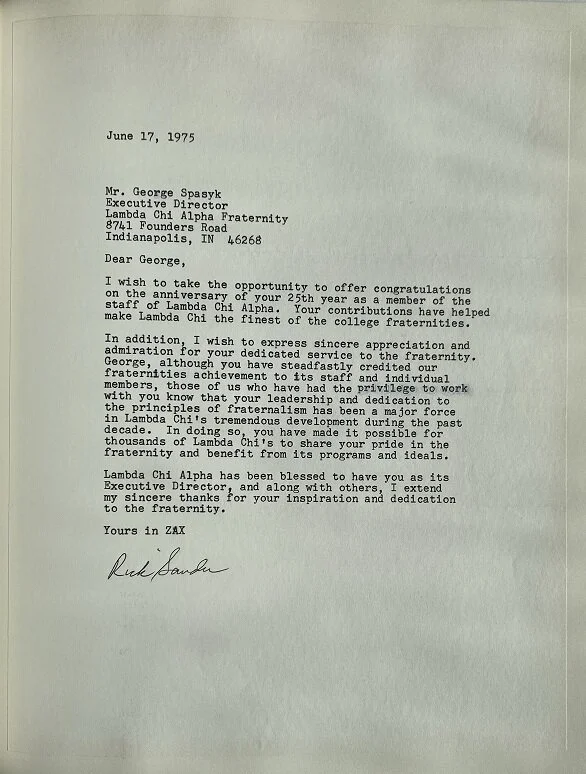 June 17, 1975
Mr. George Spasyk
Executive Director
Lambda Chi Alpha Fraternity
8741 Founders Road
Indianapolis, IN  46268
Dear George,
I wish to take the opportunity to offer congratulations
on the anniversary of your 25th year as a member of the
staff of Lambda Chi Alpha.  Your contributions have helped
make Lambda Chi the finest of the college fraternities.
In addition, I wish to express sincere appreciation and
admiration for your dedicated service to the fraternity.
George, although you have steadfastly credited our
fraternities achievement to its staff and individual
members, those of us who have had the privilege to work
with you know that your leadership and dedication to
the principles of fraternalism has been a major force
in Lambda Chi's tremendous development during the past
decade.  In doing so, you have made it possible for
thousands of Lambda Chi's to share your pride in the
fraternity and benefit from its programs and ideals.
Lambda Chi Alpha has been blessed to have you as its
Executive Director, and along with others, I extend
my sincere thanks for your inspiration and dedication
to the fraternity.
Yours in ZAX
Rick